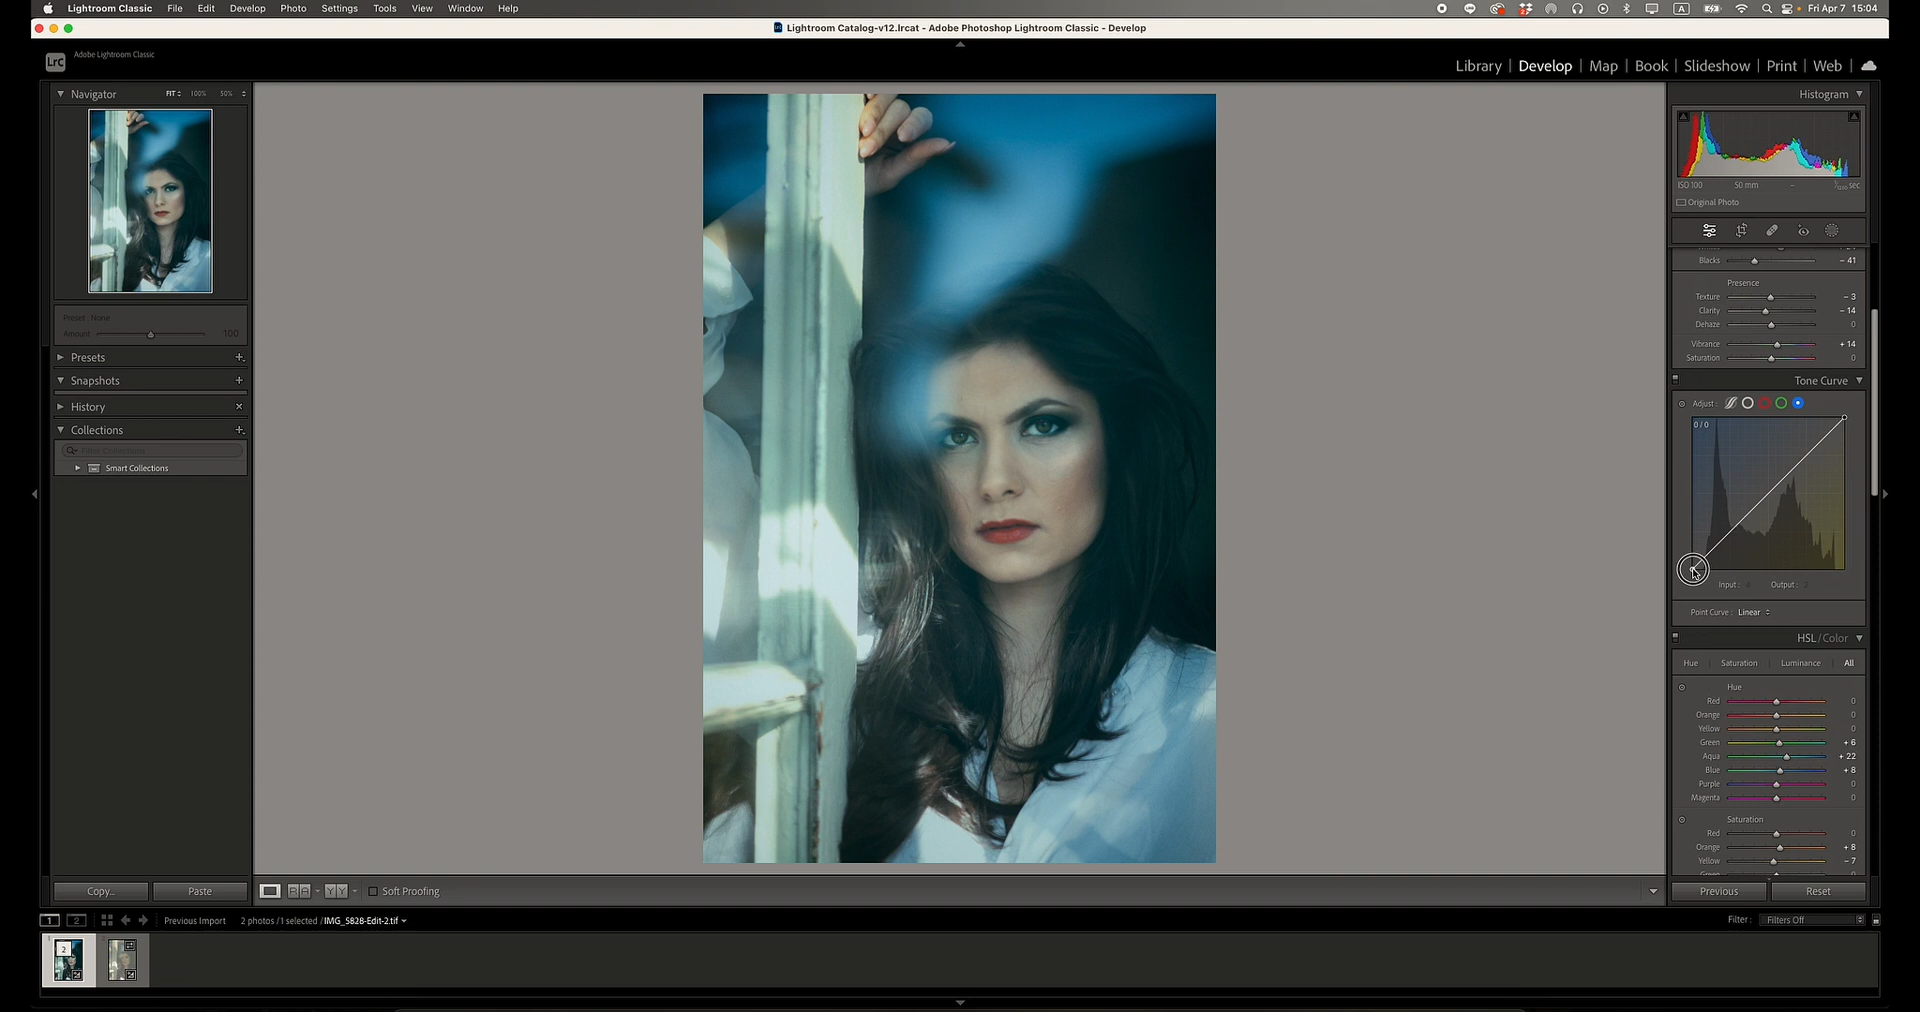 Lightroom Classic File Edit Develop Photo Settings Tools View Window Help
A Fri Apr 7 15:04
Lightroom Catalog-v12.lrcat - Adobe Photoshop Lightroom Classic - Develop
LrC Adobe Lightroom Classic
Library | Develop | Map | Book | Slideshow | Print | Web |
Navigator FIT 100% 50%
Preset : None
Amount 100
Presets
Snapshots
History
Collections
Filter Collections
Smart Collections
Copy... Paste
Soft Proofing
Histogram
ISO 100 50 mm – sec
Original Photo
Blacks – 41
Presence
Texture – 3
Clarity – 14
Dehaze 0
Vibrance + 14
Saturation 0
Tone Curve
Adjust :
0 / 0
Input : Output :
Point Curve : Linear
HSL / Color
Hue Saturation Luminance All
Hue
Red 0
Orange 0
Yellow 0
Green + 6
Aqua + 22
Blue + 8
Purple 0
Magenta 0
Saturation
Red 0
Orange + 8
Yellow – 7
Previous Reset
1 2 Previous Import 2 photos / 1 selected / IMG_5828-Edit-2.tif
Filter : Filters Off
2